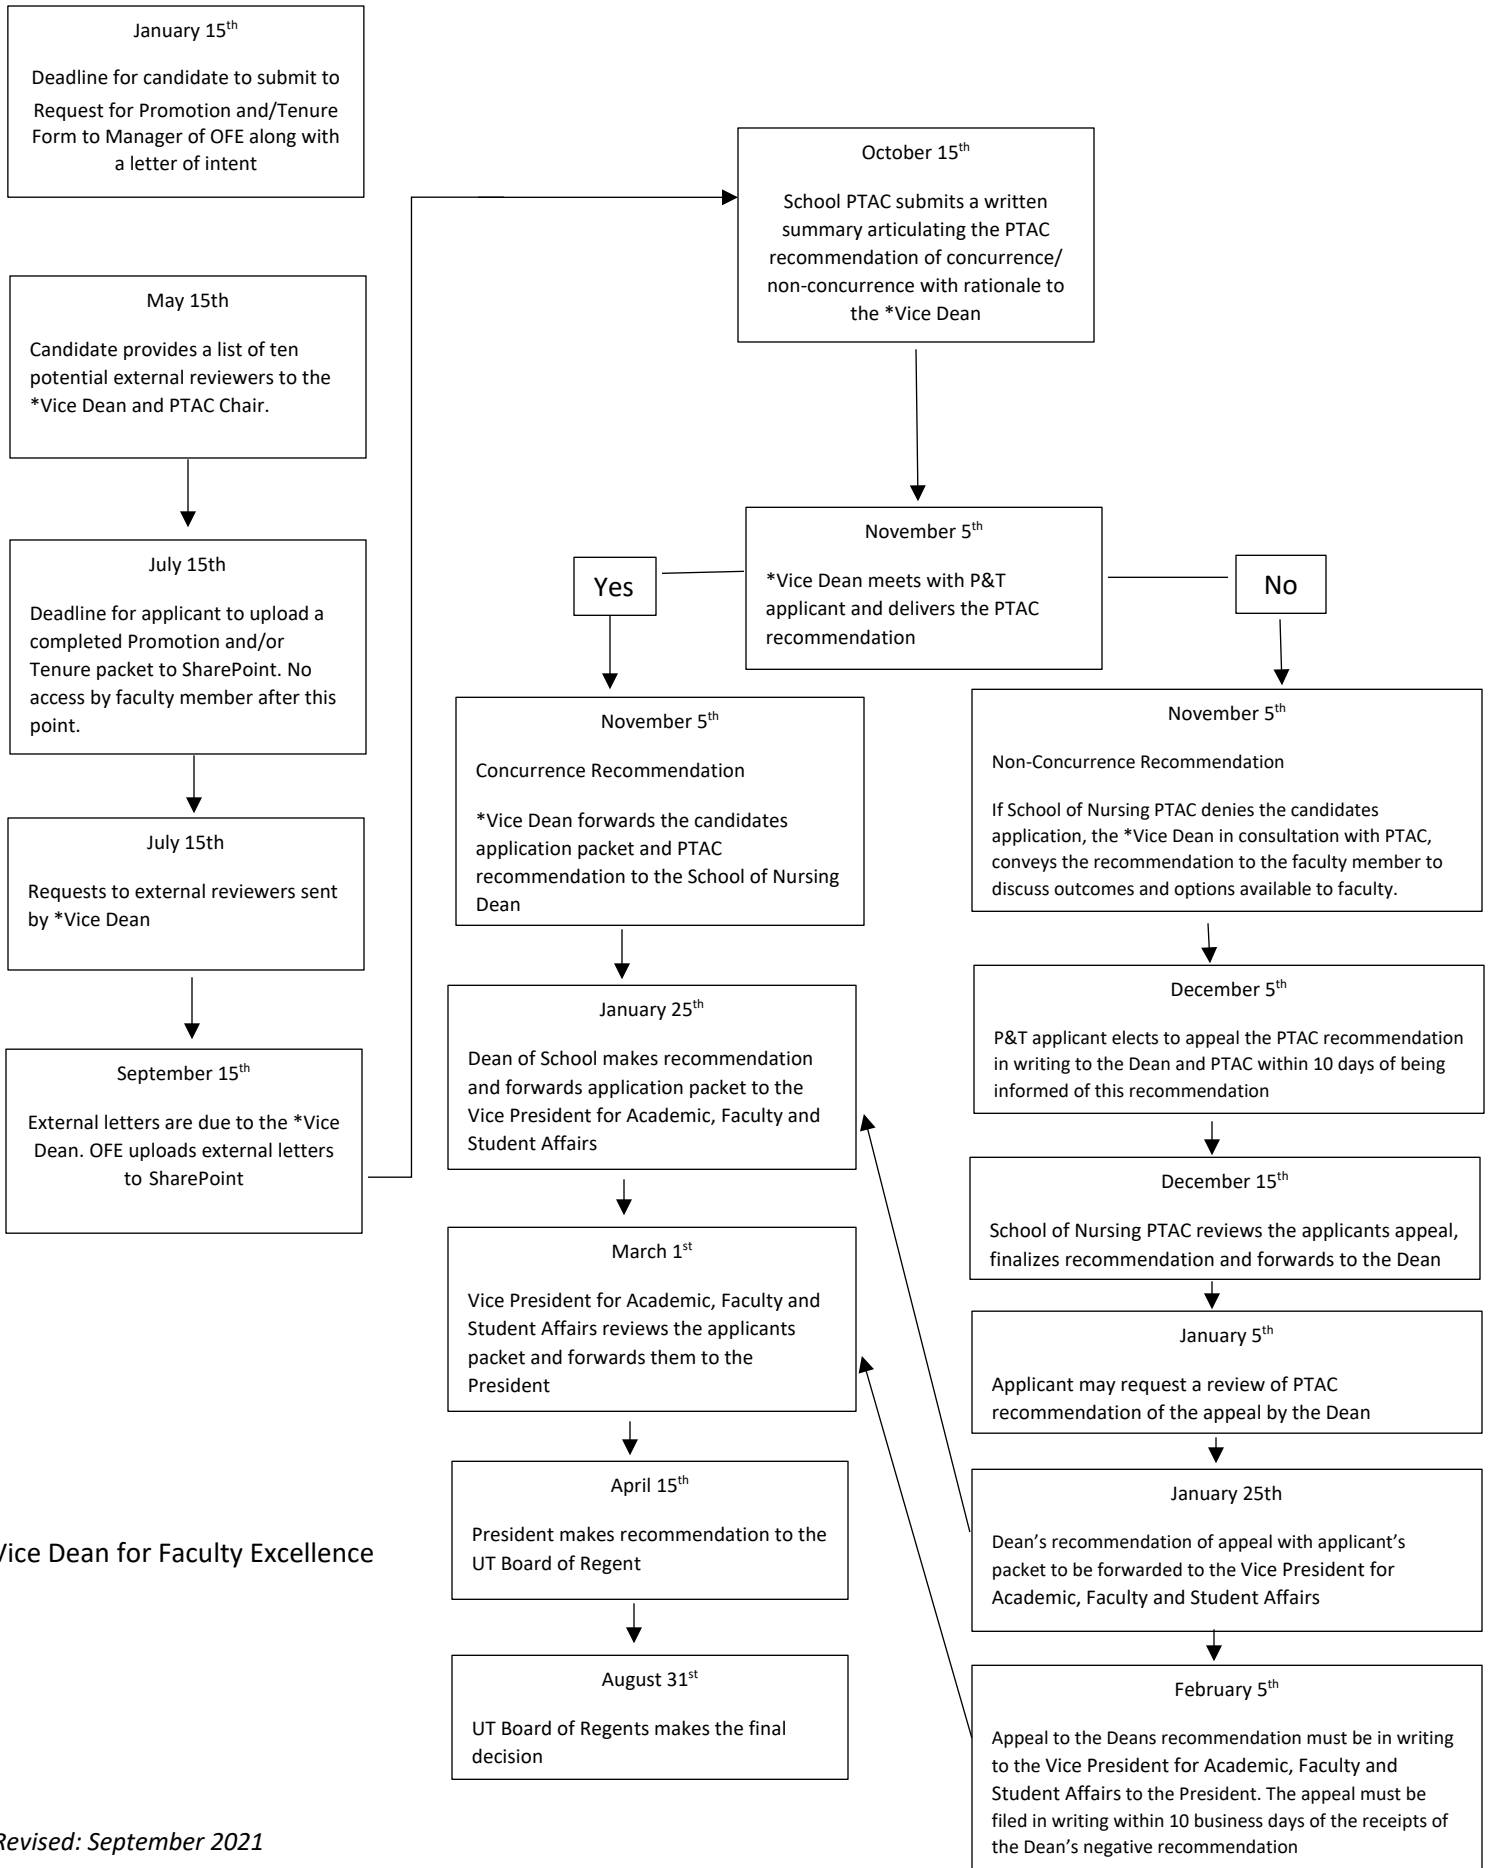 January 15th
Deadline for candidate to submit to
Request for Promotion and/Tenure
Form to Manager of OFE along with
a letter of intent
May 15th
Candidate provides a list of ten
potential external reviewers to the
*Vice Dean and PTAC Chair.
July 15th
Deadline for applicant to upload a
completed Promotion and/or
Tenure packet to SharePoint. No
access by faculty member after this
point.
July 15th
Requests to external reviewers sent
by *Vice Dean
September 15th
External letters are due to the *Vice
Dean. OFE uploads external letters
to SharePoint
October 15th
School PTAC submits a written
summary articulating the PTAC
recommendation of concurrence/
non-concurrence with rationale to
the *Vice Dean
November 5th
*Vice Dean meets with P&T
applicant and delivers the PTAC
recommendation
Yes
No
November 5th
Concurrence Recommendation
*Vice Dean forwards the candidates
application packet and PTAC
recommendation to the School of Nursing
Dean
January 25th
Dean of School makes recommendation
and forwards application packet to the
Vice President for Academic, Faculty and
Student Affairs
March 1st
Vice President for Academic, Faculty and
Student Affairs reviews the applicants
packet and forwards them to the
President
April 15th
President makes recommendation to the
UT Board of Regent
August 31st
UT Board of Regents makes the final
decision
November 5th
Non-Concurrence Recommendation
If School of Nursing PTAC denies the candidates
application, the *Vice Dean in consultation with PTAC,
conveys the recommendation to the faculty member to
discuss outcomes and options available to faculty.
December 5th
P&T applicant elects to appeal the PTAC recommendation
in writing to the Dean and PTAC within 10 days of being
informed of this recommendation
December 15th
School of Nursing PTAC reviews the applicants appeal,
finalizes recommendation and forwards to the Dean
January 5th
Applicant may request a review of PTAC
recommendation of the appeal by the Dean
January 25th
Dean’s recommendation of appeal with applicant’s
packet to be forwarded to the Vice President for
Academic, Faculty and Student Affairs
February 5th
Appeal to the Deans recommendation must be in writing
to the Vice President for Academic, Faculty and
Student Affairs to the President. The appeal must be
filed in writing within 10 business days of the receipts of
the Dean’s negative recommendation
Vice Dean for Faculty Excellence
Revised: September 2021